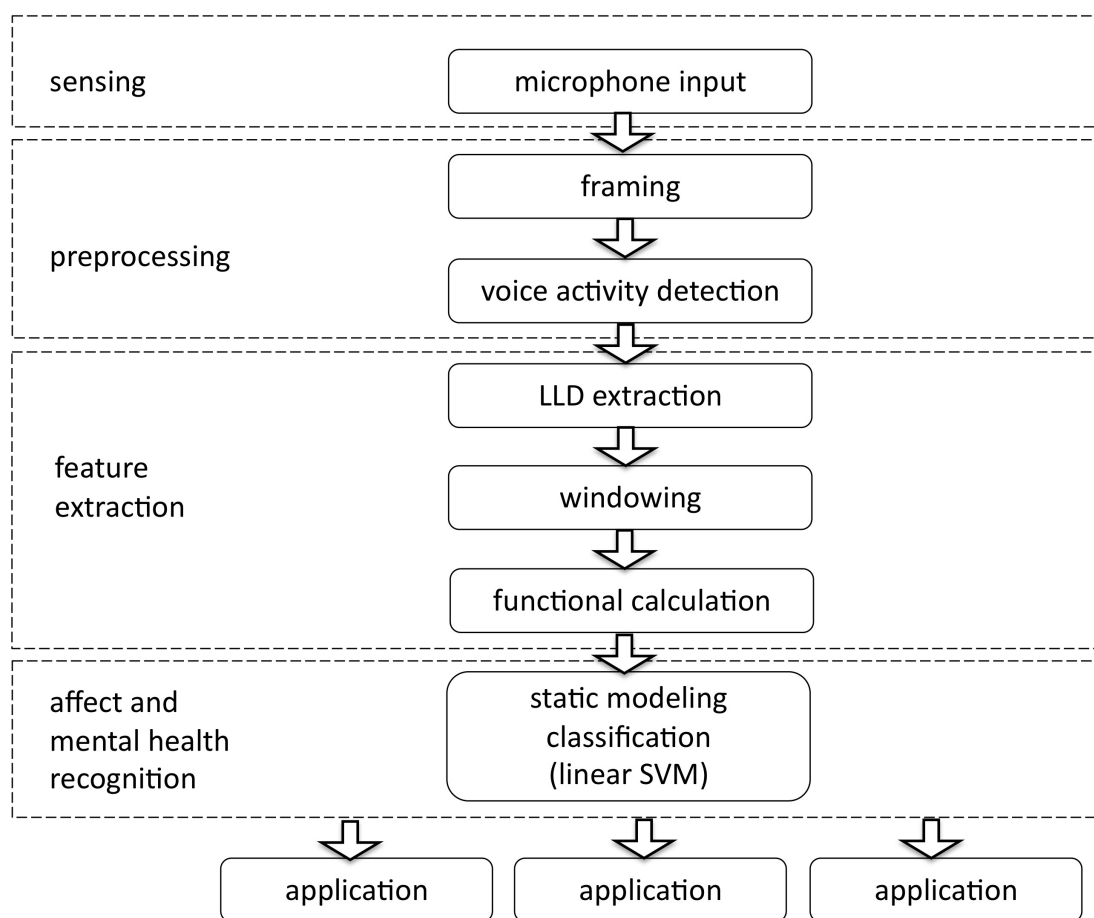 sensing
microphone input
preprocessing
framing
voice activity detection
feature
extraction
LLD extraction
windowing
functional calculation
affect and
mental health
recognition
static modeling
classification
(linear SVM)
application
application
application